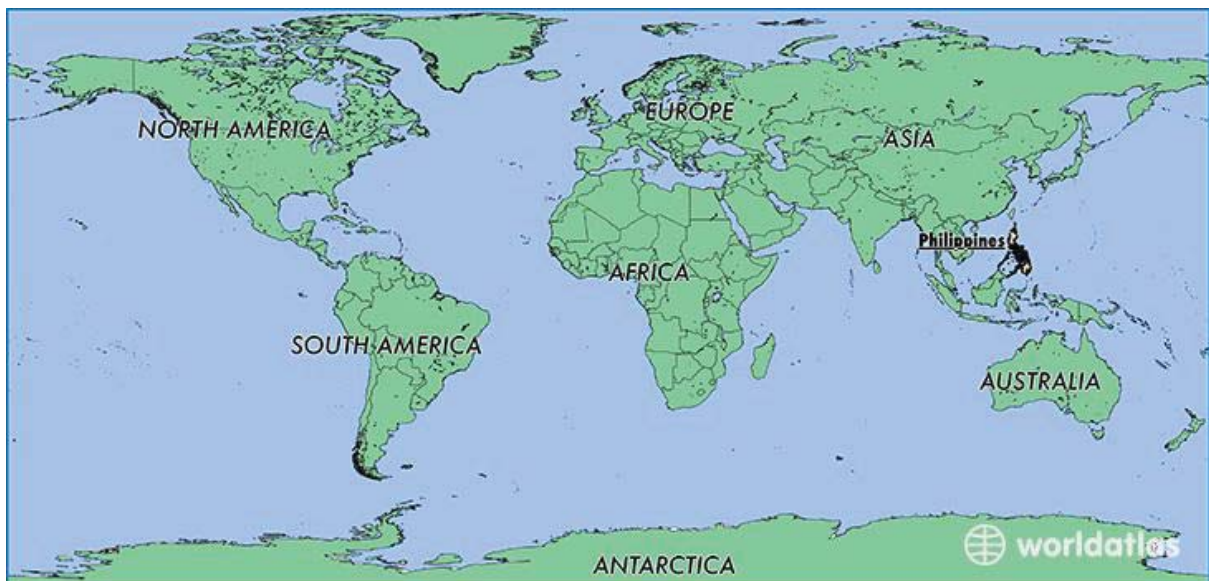 EUROPE
NORTH AMERICA
ASIA
Philippines
AFRICA
SOUTH AMERICA
AUSTRALIA
worldatlas
ANTARCTICA